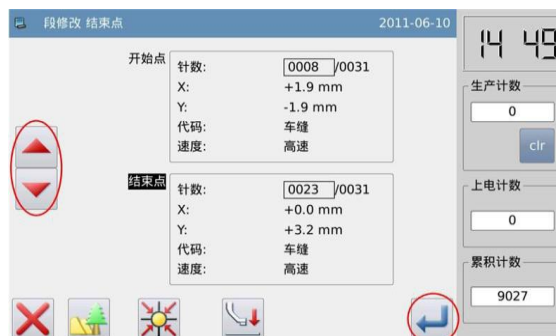 段修改 结束点 2011-06-10
14 49
开始点
针数: 0008 /0031
X: +1.9 mm
Y: -1.9 mm
代码: 车缝
速度: 高速
结束点
针数: 0023 /0031
X: +0.0 mm
Y: +3.2 mm
代码: 车缝
速度: 高速
生产计数
0
clr
上电计数
0
累积计数
9027